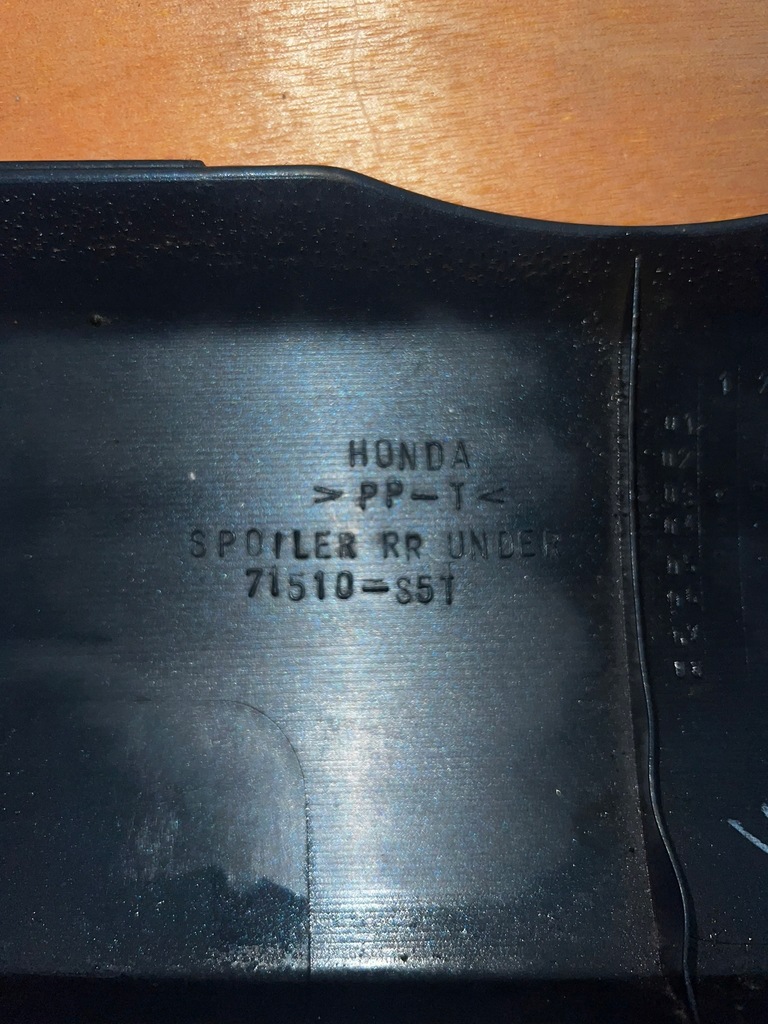 HONDA
>PP-T<
SPOILER RR UNDER
71510-S5T